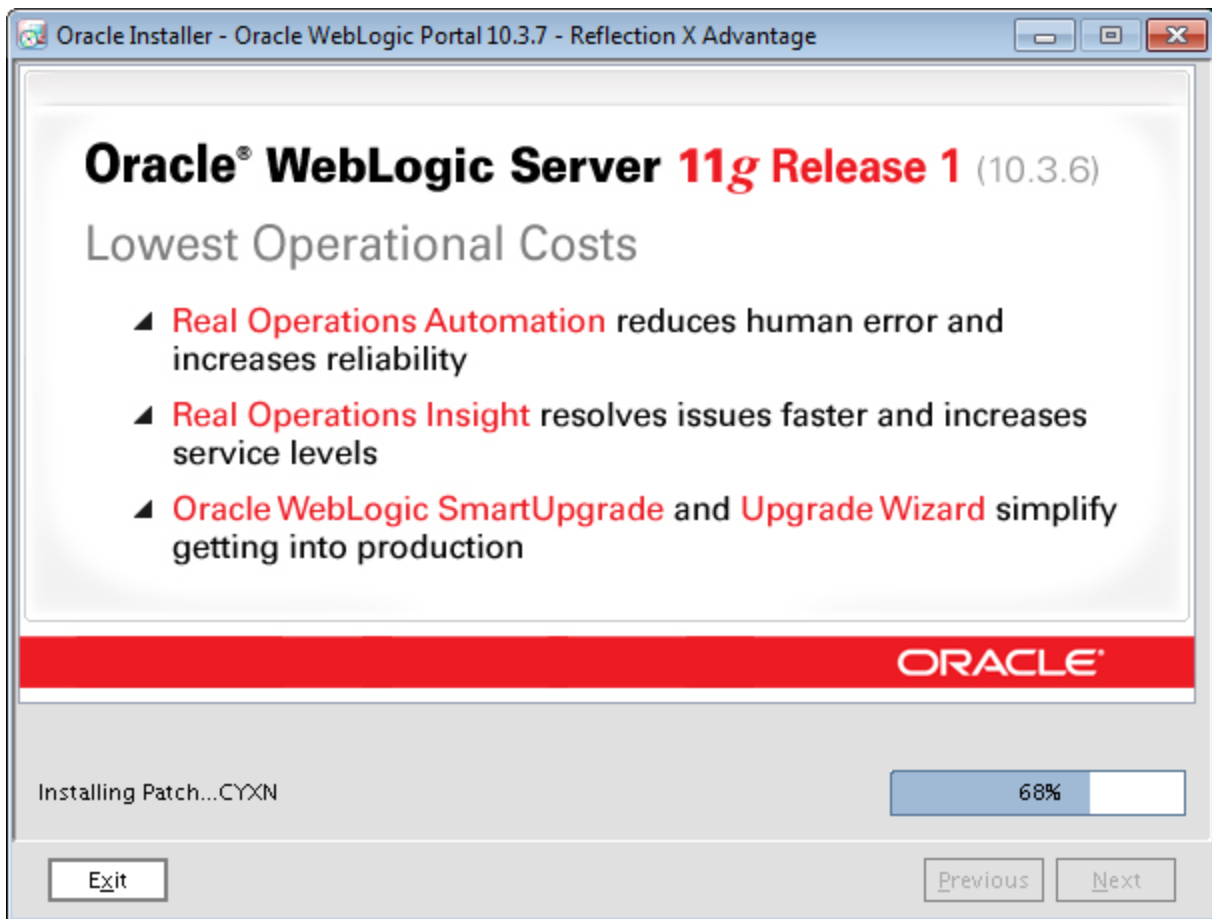 Oracle Installer - Oracle WebLogic Portal 10.3.7 - Reflection X Advantage
Oracle® WebLogic Server 11g Release 1 (10.3.6)
Lowest Operational Costs
Real Operations Automation reduces human error and
increases reliability
Real Operations Insight resolves issues faster and increases
service levels
Oracle WebLogic SmartUpgrade and Upgrade Wizard simplify
getting into production
ORACLE®
Installing Patch...CYXN
68%
Exit
Previous
Next